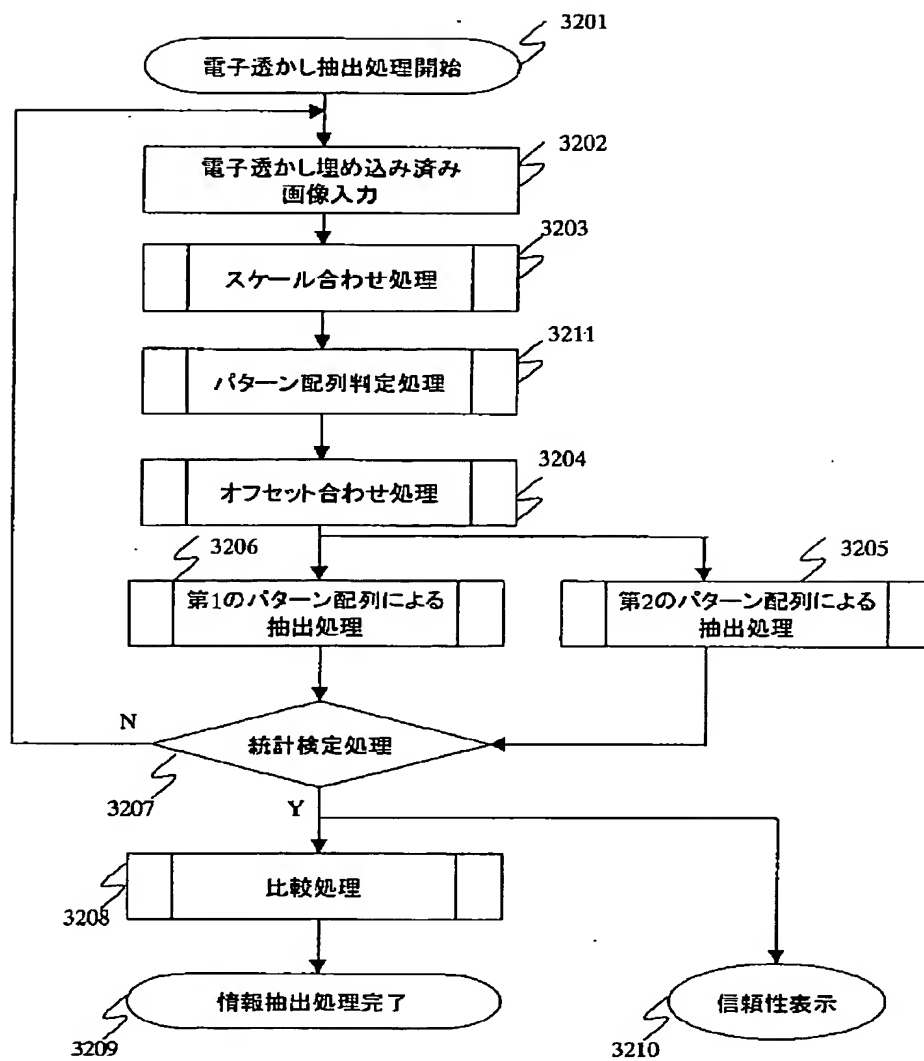 3201
電子透かし抽出処理開始
3202
電子透かし埋め込み済み
画像入力
3203
スケール合わせ処理
3211
パターン配列判定処理
3204
オフセット合わせ処理
3206
第1のパターン配列による
抽出処理
3205
第2のパターン配列による
抽出処理
N
統計検定処理
3207
Y
比較処理
3208
情報抽出処理完了
3209
信頼性表示
3210